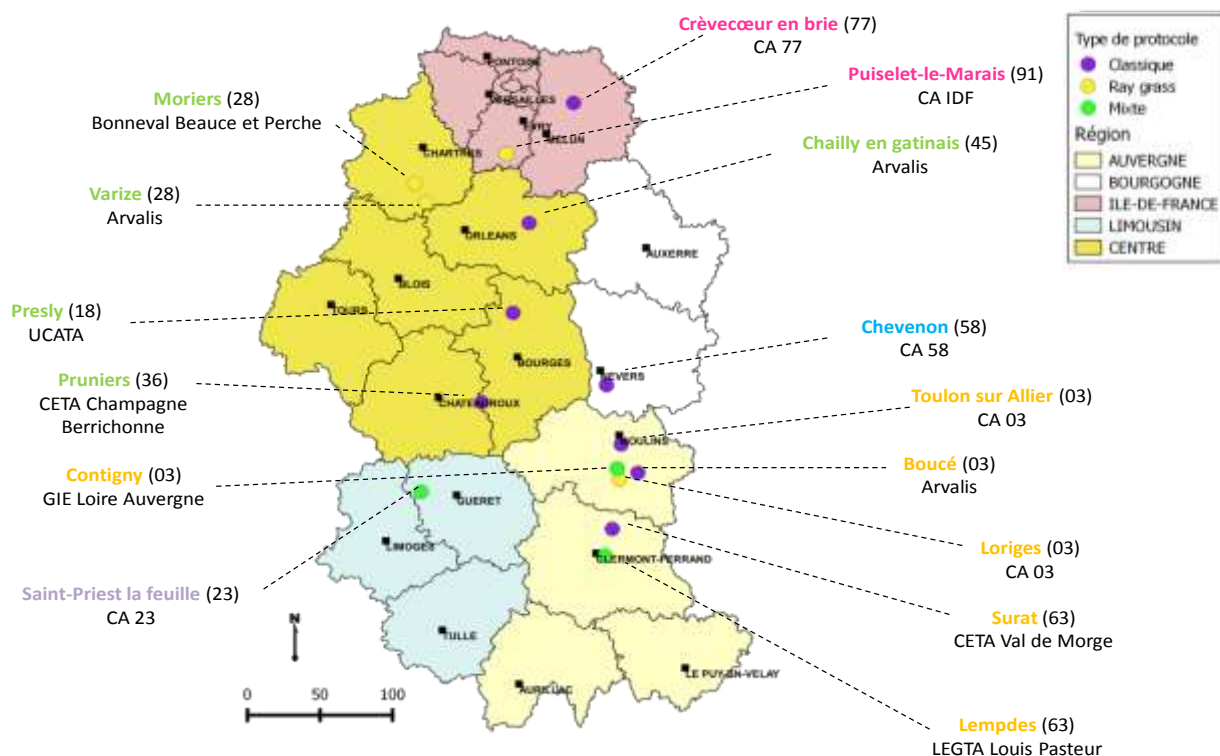 Crèvecœur en brie (77)
CA 77
Puiselet-le-Marais (91)
CA IDF
Moriers (28)
Bonneval Beauce et Perche
Chailly en gatinais (45)
Arvalis
Varize (28)
Arvalis
Presly (18)
UCATA
Chevenon (58)
CA 58
Pruniers (36)
CETA Champagne
Berrichonne
Toulon sur Allier (03)
CA 03
Contigny (03)
GIE Loire Auvergne
Boucé (03)
Arvalis
Loriges (03)
CA 03
Saint-Priest la feuille (23)
CA 23
Surat (63)
CETA Val de Morge
Lempdes (63)
LEGTA Louis Pasteur
Type de protocole
Classique
Ray grass
Mixte
Région
AUVERGNE
BOURGOGNE
ILE-DE-FRANCE
LIMOUSIN
CENTRE
PONTOISE
VERSAILLES
EVRY
MELUN
CHARTRES
ORLEANS
AUXERRE
BLOIS
TOURS
BOURGES
NEVERS
CHATEAUROUX
MOULINS
GUERET
LIMOGES
CLERMONT-FERRAND
TULLE
LE PUY-EN-VELAY
AURILLAC
N
0 50 100